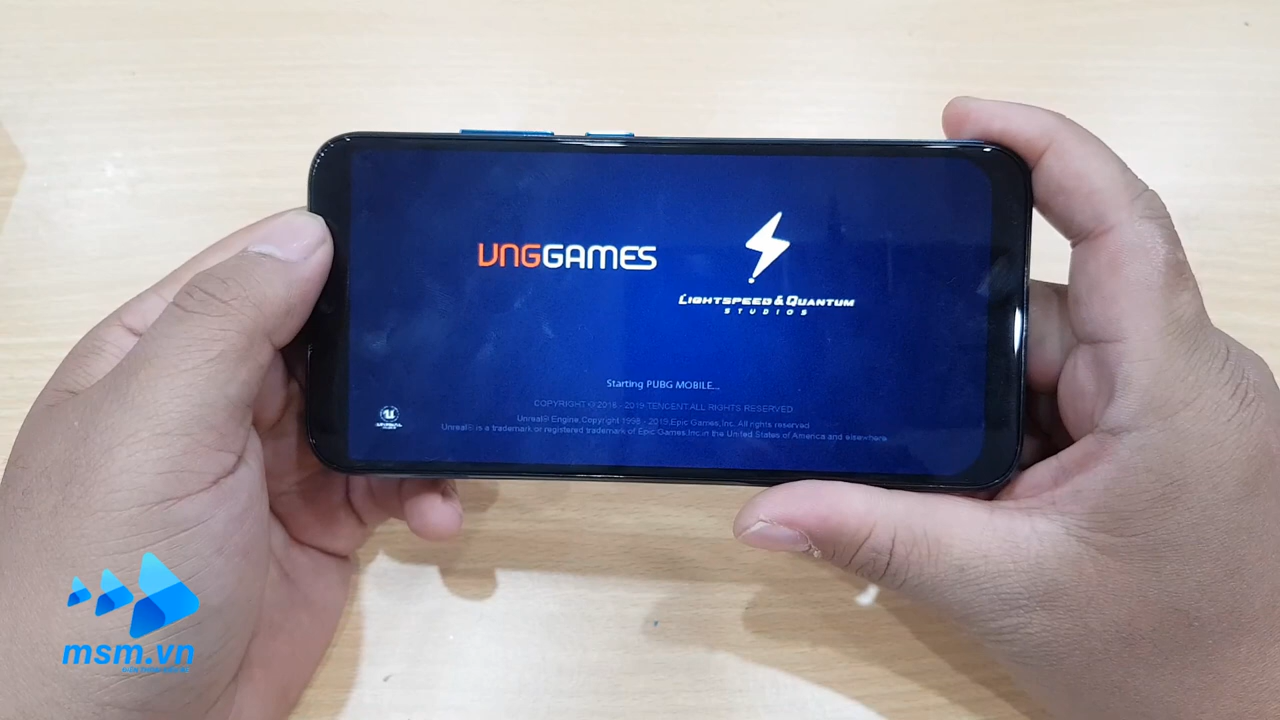 VNGGAMES
LIGHTSPEED & QUANTUM
STUDIOS
Starting PUBG MOBILE...
COPYRIGHT © 2018 - 2019 TENCENT ALL RIGHTS RESERVED
Unreal® Engine,Copyright 1998 - 2019,Epic Games,Inc. All rights reserved
Unreal® is a trademark or registered trademark of Epic Games,Inc.in the United States of America and elsewhere
msm.vn